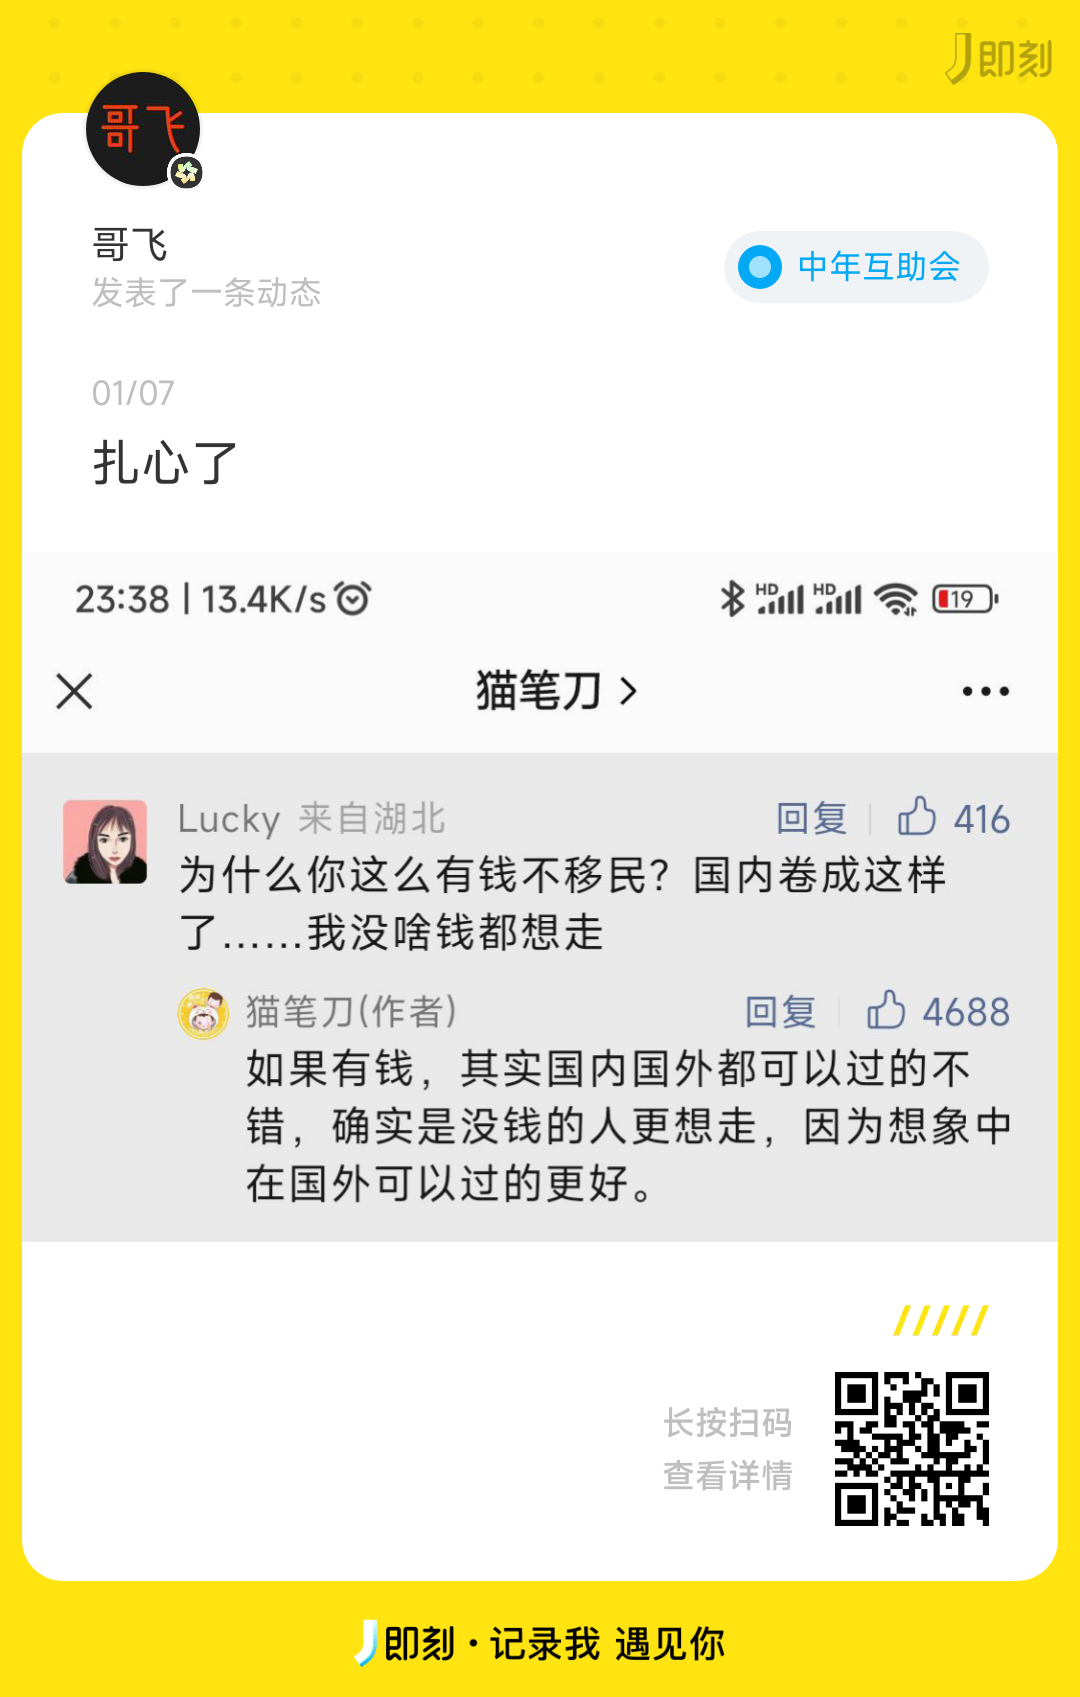 即刻
哥飞
哥飞
发表了一条动态
中年互助会
01/07
扎心了
23:38 | 13.4K/s
HD HD 19
猫笔刀
Lucky 来自湖北 回复 416
为什么你这么有钱不移民？国内卷成这样
了……我没啥钱都想走
猫笔刀(作者) 回复 4688
如果有钱，其实国内国外都可以过的不
错，确实是没钱的人更想走，因为想象中
在国外可以过的更好。
长按扫码
查看详情
即刻·记录我 遇见你